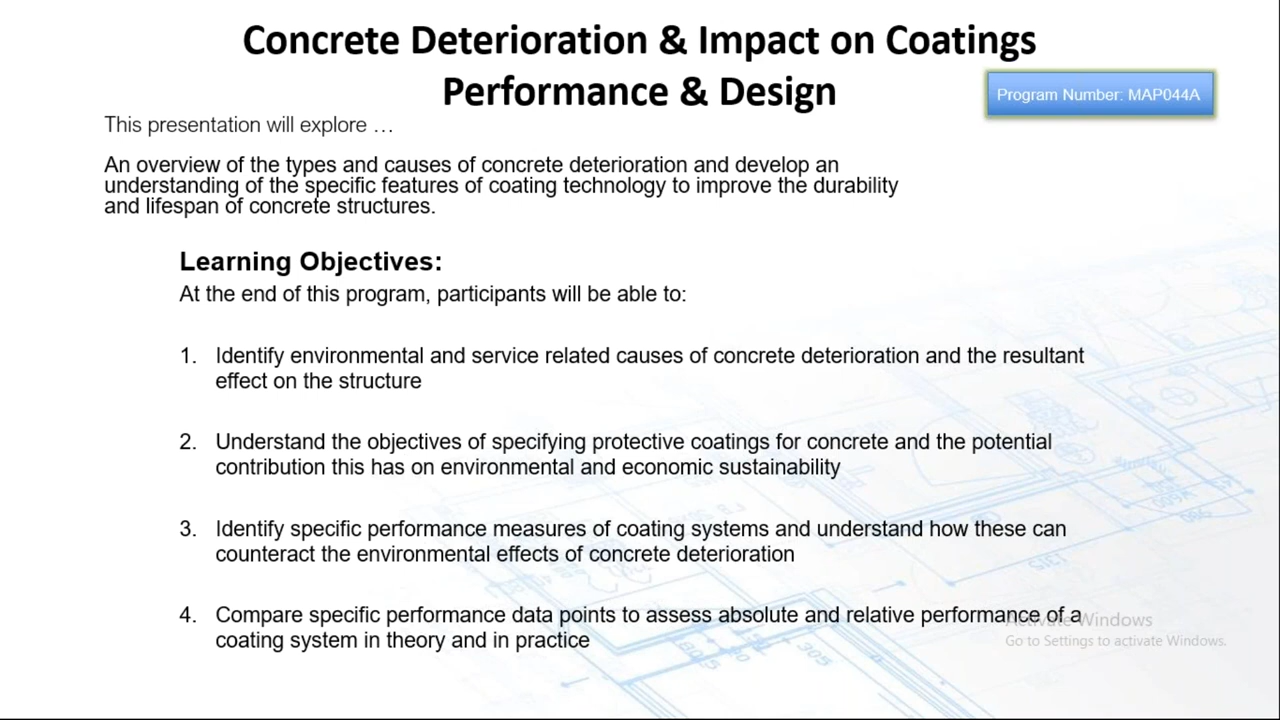 Concrete Deterioration & Impact on Coatings
Performance & Design
Program Number: MAP044A
This presentation will explore …
An overview of the types and causes of concrete deterioration and develop an
understanding of the specific features of coating technology to improve the durability
and lifespan of concrete structures.
Learning Objectives:
At the end of this program, participants will be able to:
1. Identify environmental and service related causes of concrete deterioration and the resultant
effect on the structure
2. Understand the objectives of specifying protective coatings for concrete and the potential
contribution this has on environmental and economic sustainability
3. Identify specific performance measures of coating systems and understand how these can
counteract the environmental effects of concrete deterioration
4. Compare specific performance data points to assess absolute and relative performance of a
coating system in theory and in practice
Activate Windows
Go to Settings to activate Windows.
305
1315